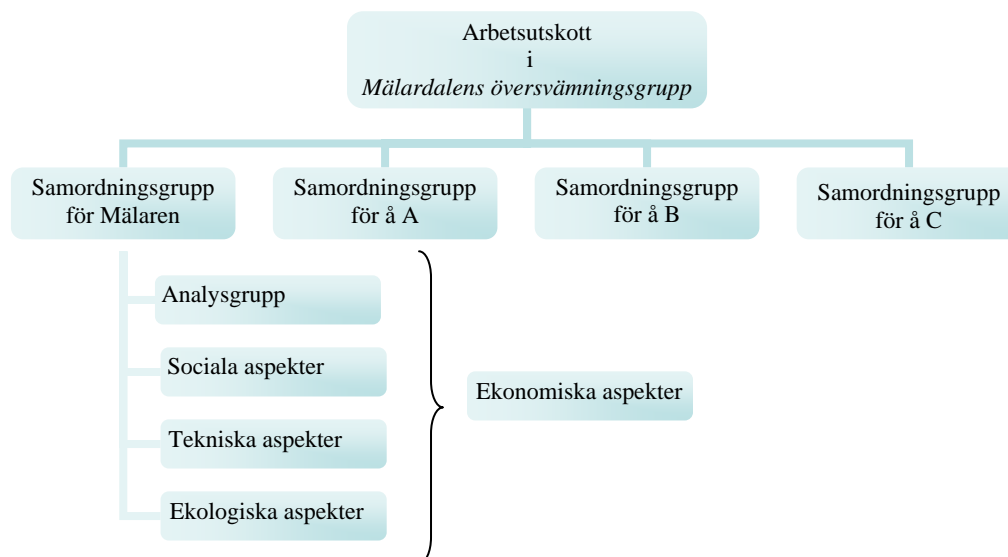 Arbetsutskott
i
Mälardalens översvämningsgrupp
Samordningsgrupp
för Mälaren
Samordningsgrupp
för å A
Samordningsgrupp
för å B
Samordningsgrupp
för å C
Analysgrupp
Sociala aspekter
Tekniska aspekter
Ekologiska aspekter
Ekonomiska aspekter